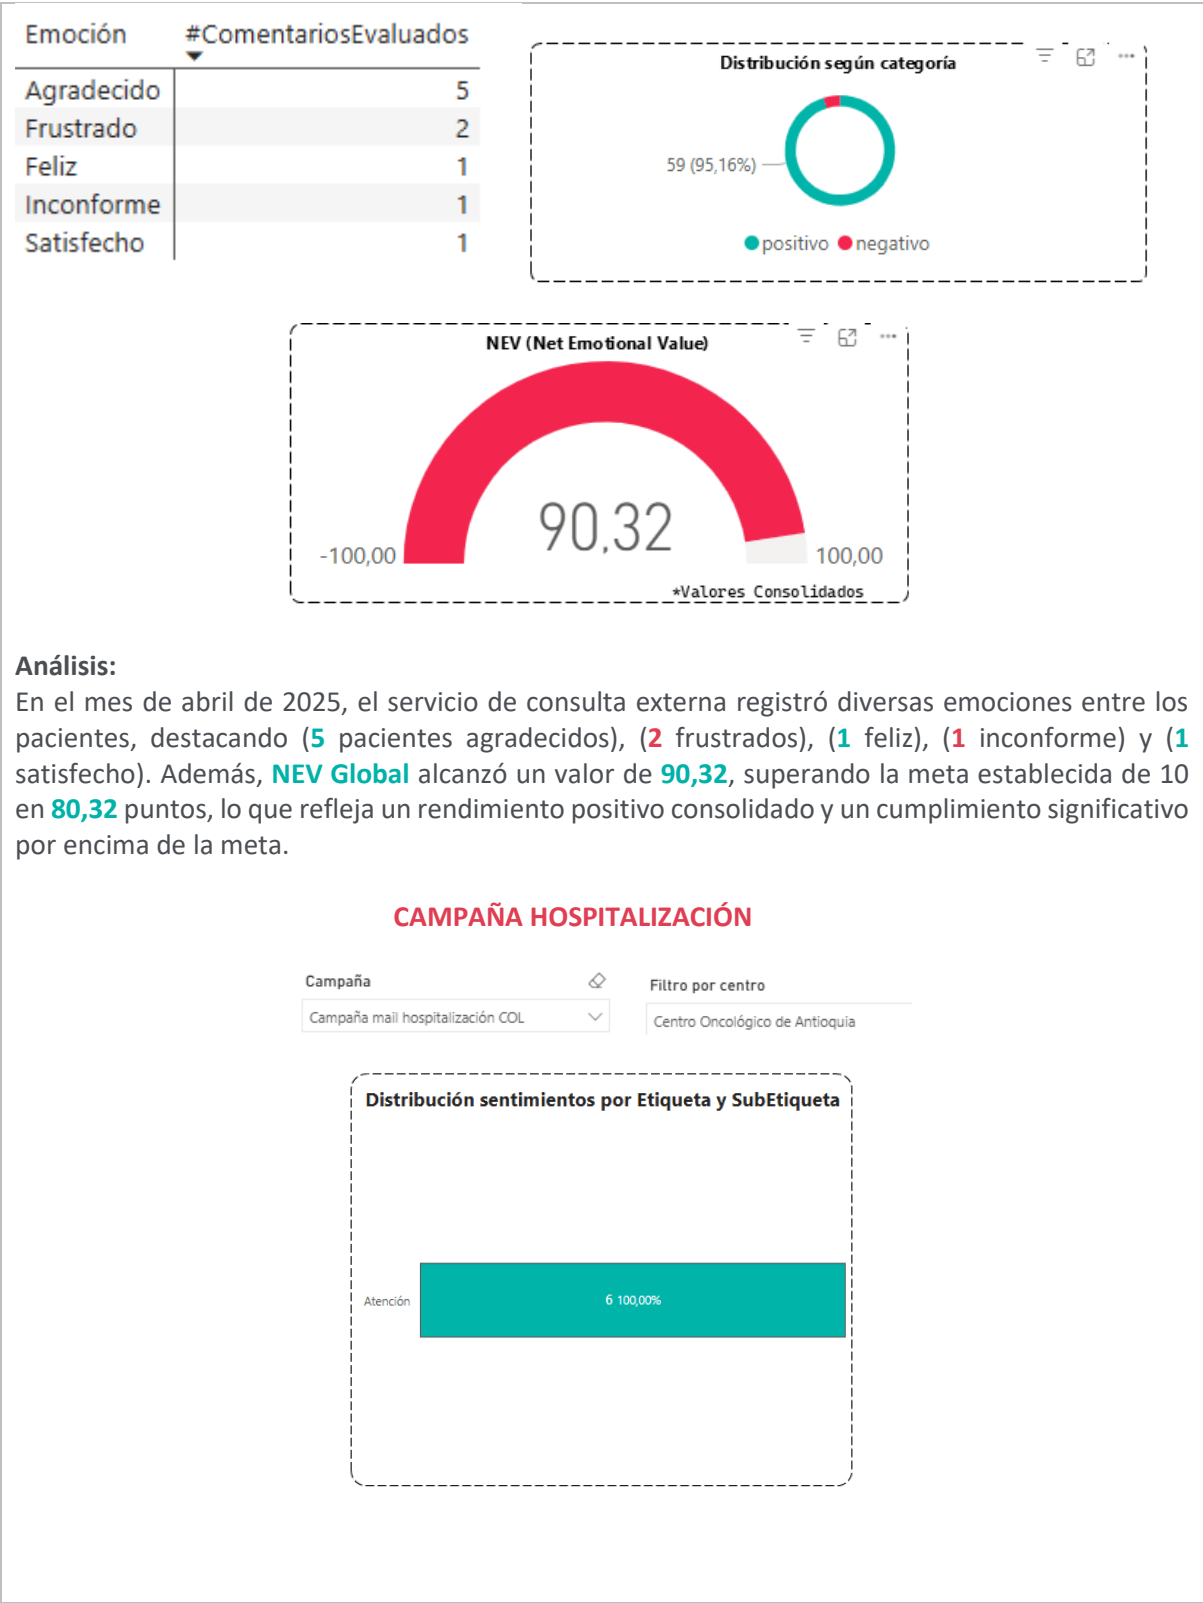 Emoción #ComentariosEvaluados
Agradecido 5
Frustrado 2
Feliz 1
Inconforme 1
Satisfecho 1
Distribución según categoría
59 (95,16%)
positivo negativo
NEV (Net Emotional Value)
90,32
-100,00 100,00
*Valores Consolidados
Análisis:
En el mes de abril de 2025, el servicio de consulta externa registró diversas emociones entre los
pacientes, destacando (5 pacientes agradecidos), (2 frustrados), (1 feliz), (1 inconforme) y (1
satisfecho). Además, NEV Global alcanzó un valor de 90,32, superando la meta establecida de 10
en 80,32 puntos, lo que refleja un rendimiento positivo consolidado y un cumplimiento significativo
por encima de la meta.
CAMPAÑA HOSPITALIZACIÓN
Campaña
Campaña mail hospitalización COL
Filtro por centro
Centro Oncológico de Antioquia
Distribución sentimientos por Etiqueta y SubEtiqueta
Atención 6 100,00%